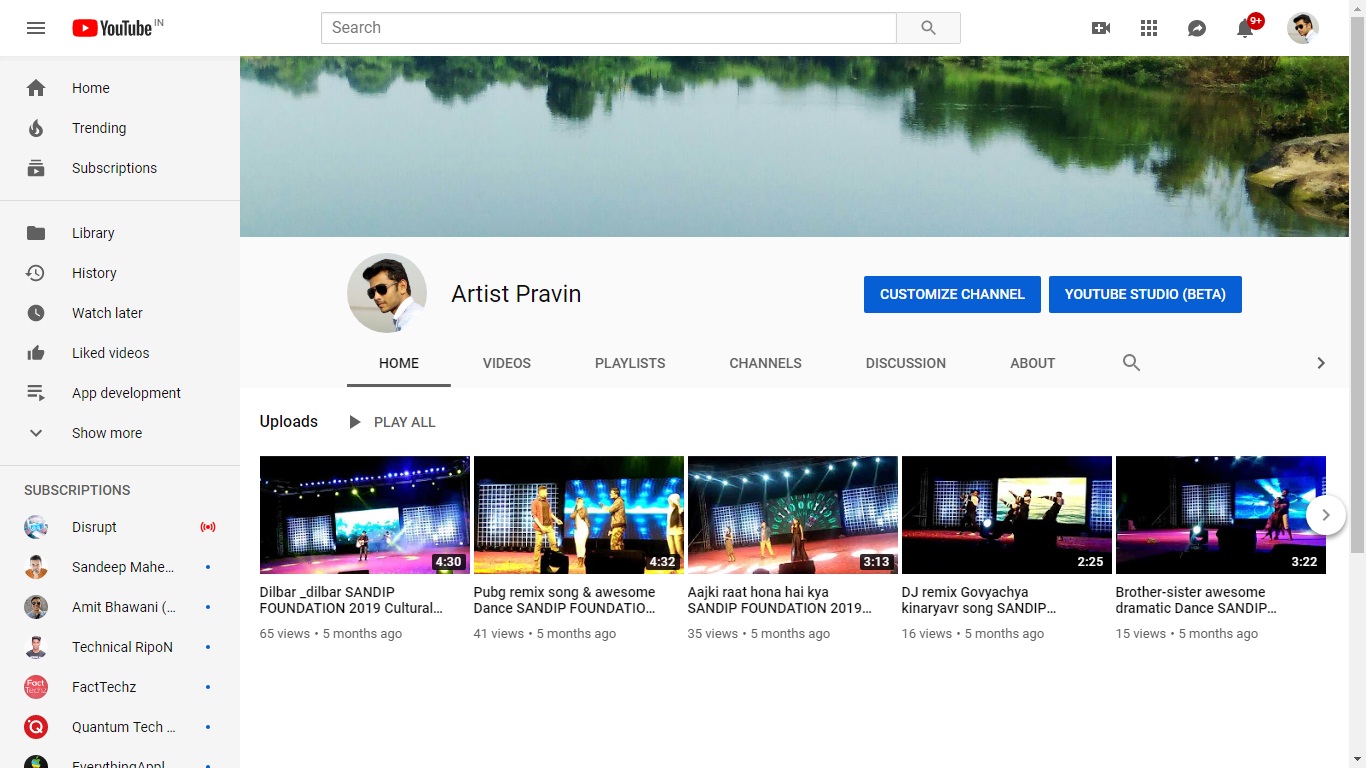 YouTube IN
Search
9+
Home
Trending
Subscriptions
Library
History
Watch later
Liked videos
App development
Show more
SUBSCRIPTIONS
Disrupt
Sandeep Mahe...
Amit Bhawani (...
Technical RipoN
FactTechz
Quantum Tech ...
EverythingAppl
Artist Pravin
CUSTOMIZE CHANNEL
YOUTUBE STUDIO (BETA)
HOME
VIDEOS
PLAYLISTS
CHANNELS
DISCUSSION
ABOUT
Uploads
PLAY ALL
4:30
Dilbar _dilbar SANDIP
FOUNDATION 2019 Cultural...
65 views • 5 months ago
4:32
Pubg remix song & awesome
Dance SANDIP FOUNDATIO...
41 views • 5 months ago
3:13
Aajki raat hona hai kya
SANDIP FOUNDATION 2019...
35 views • 5 months ago
2:25
DJ remix Govyachya
kinaryavr song SANDIP...
16 views • 5 months ago
3:22
Brother-sister awesome
dramatic Dance SANDIP...
15 views • 5 months ago